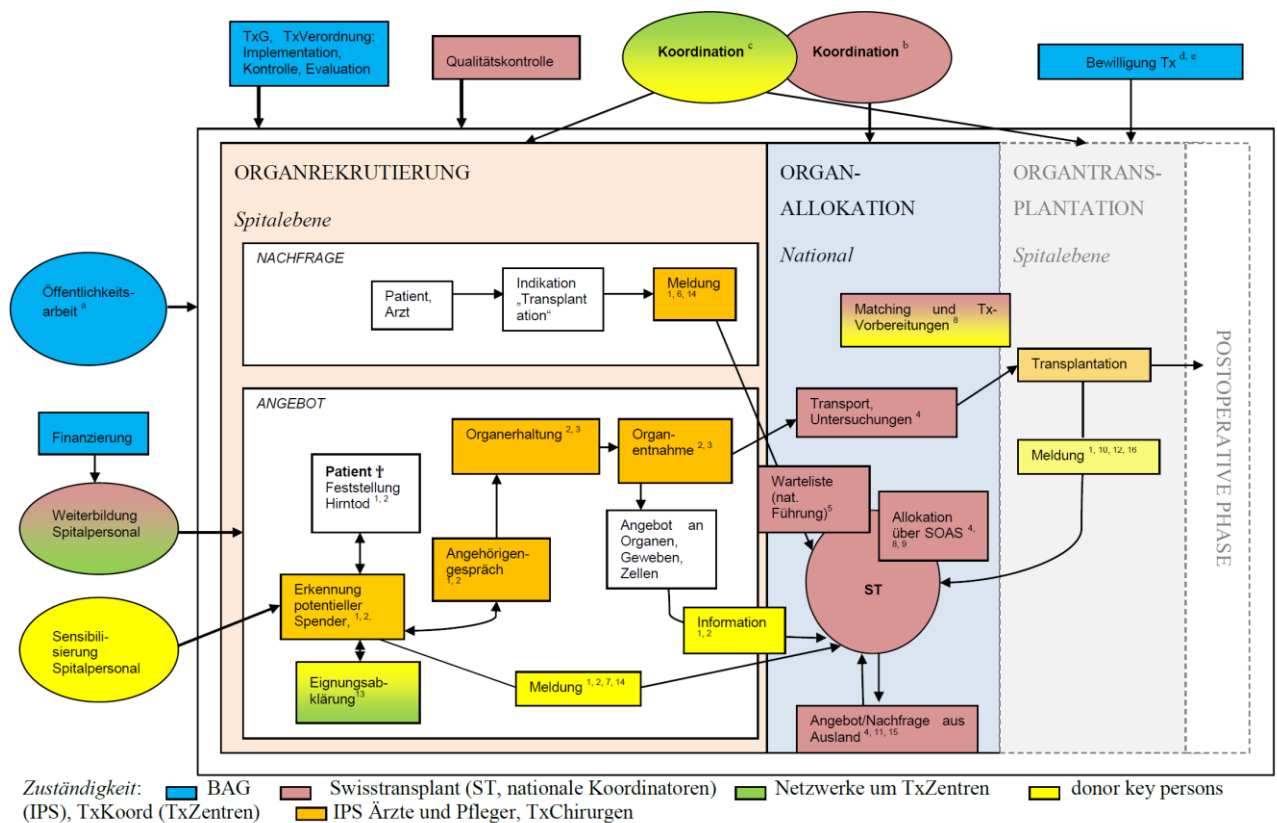 TxG, TxVerordnung:
Implementation,
Kontrolle, Evaluation
Qualitätskontrolle
Koordination c
Koordination b
Bewilligung Tx d, e
ORGANREKRUTIERUNG
Spitalebene
ORGAN-
ALLOKATION
National
ORGANTRANS-
PLANTATION
Spitalebene
POSTOPERATIVE PHASE
NACHFRAGE
Patient,
Arzt
Indikation
„Transplant
ation“
Meldung
1, 6, 14
Öffentlichkeits-
arbeit a
Matching und Tx-
Vorbereitungen 8
Transplantation
ANGEBOT
Finanzierung
Weiterbildung
Spitalpersonal
Sensibili-
sierung
Spitalpersonal
Organerhaltung 2, 3
Organ-
entnahme 2, 3
Transport,
Untersuchungen 4
Meldung 1, 10, 12, 16
Patient †
Feststellung
Hirntod 1, 2
Angehörigen-
gespräch
1, 2
Angebot an
Organen,
Geweben,
Zellen
Warteliste
(nat.
Führung)5
Allokation
über SOAS 4,
8, 9
ST
Erkennung
potentieller
Spender, 1, 2,
Information
1, 2
Eignungsab-
klärung13
Meldung 1, 2, 7, 14
Angebot/Nachfrage aus
Ausland 4, 11, 15
Zuständigkeit: BAG Swisstransplant (ST, nationale Koordinatoren) Netzwerke um TxZentren donor key persons
(IPS), TxKoord (TxZentren) IPS Ärzte und Pfleger, TxChirurgen